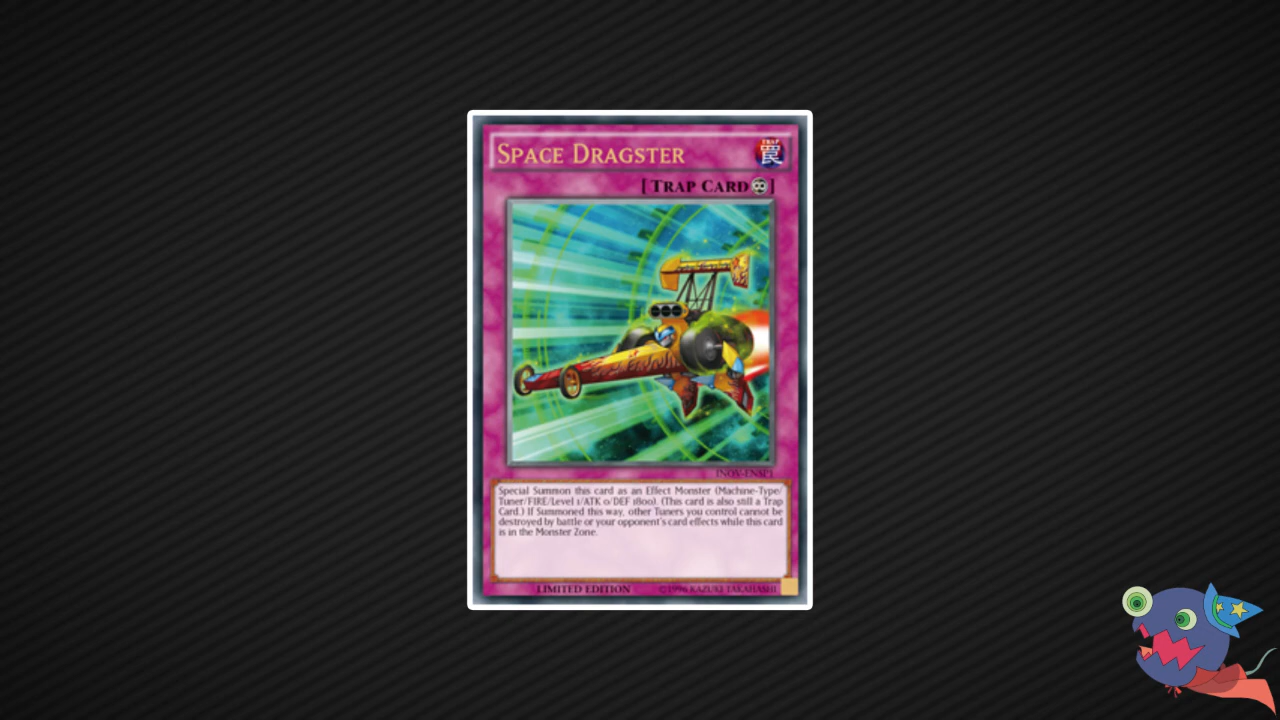 SPACE DRAGSTER
TRAP
罠
[TRAP CARD]
INOV-ENSP1
Special Summon this card as an Effect Monster (Machine-Type/
Tuner/FIRE/Level 1/ATK 0/DEF 1800). (This card is also still a Trap
Card.) If Summoned this way, other Tuners you control cannot be
destroyed by battle or your opponent's card effects while this card
is in the Monster Zone.
LIMITED EDITION
©1996 KAZUKI TAKAHASHI